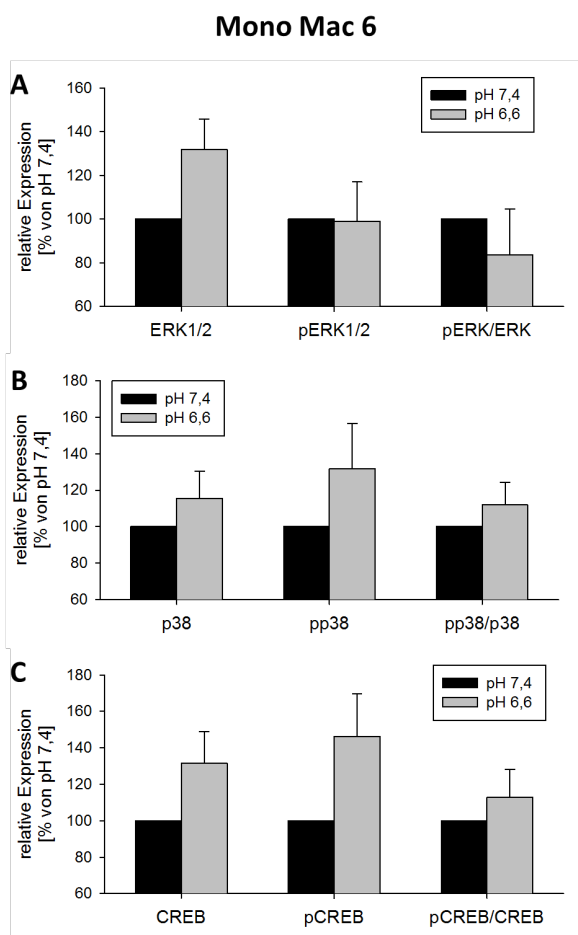 Mono Mac 6
A
relative Expression
[% von pH 7,4]
160
140
120
100
80
60
pH 7,4
pH 6,6
ERK1/2 pERK1/2 pERK/ERK
B
relative Expression
[% von pH 7,4]
180
160
140
120
100
80
60
pH 7,4
pH 6,6
p38 pp38 pp38/p38
C
relative Expression
[% von pH 7,4]
180
160
140
120
100
80
60
pH 7,4
pH 6,6
CREB pCREB pCREB/CREB